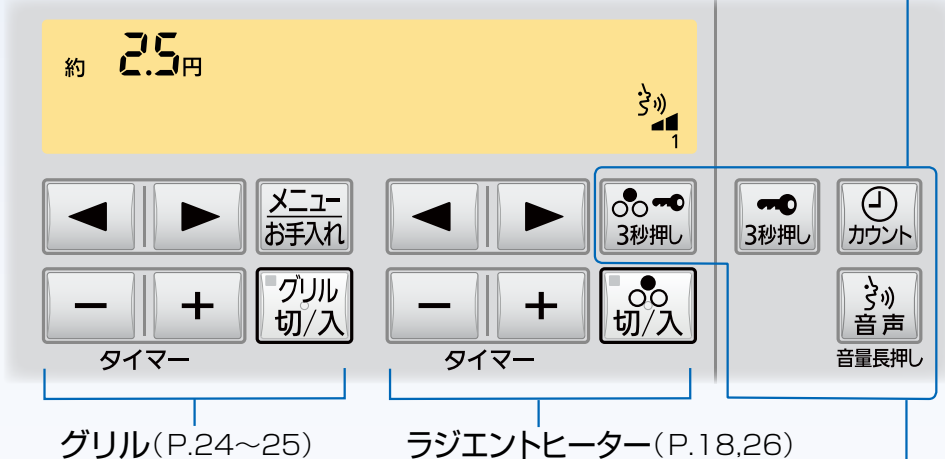 約 2.5円
1
メニュー
お手入れ
3秒押し
3秒押し
カウント
グリル
切/入
切/入
音声
タイマー
タイマー
音量長押し
グリル(P.24〜25)
ラジエントヒーター(P.18,26)